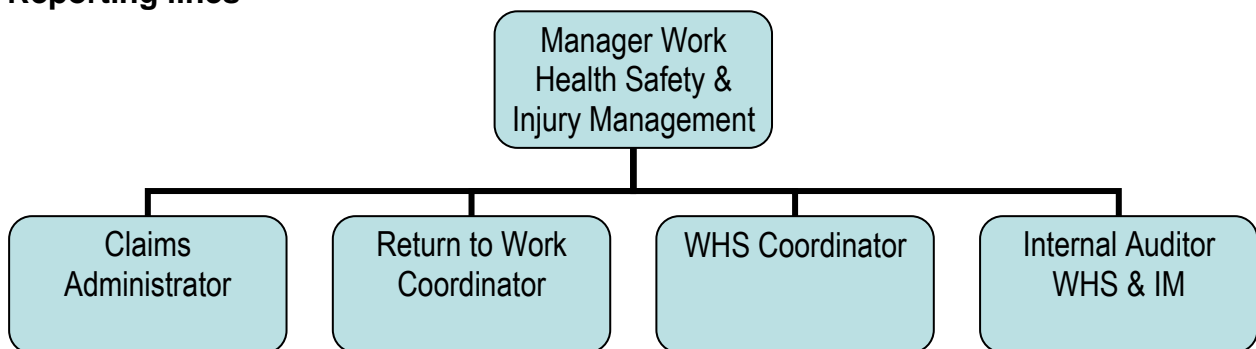 Reporting lines
Manager Work
Health Safety &
Injury Management
Claims
Administrator
Return to Work
Coordinator
WHS Coordinator
Internal Auditor
WHS & IM